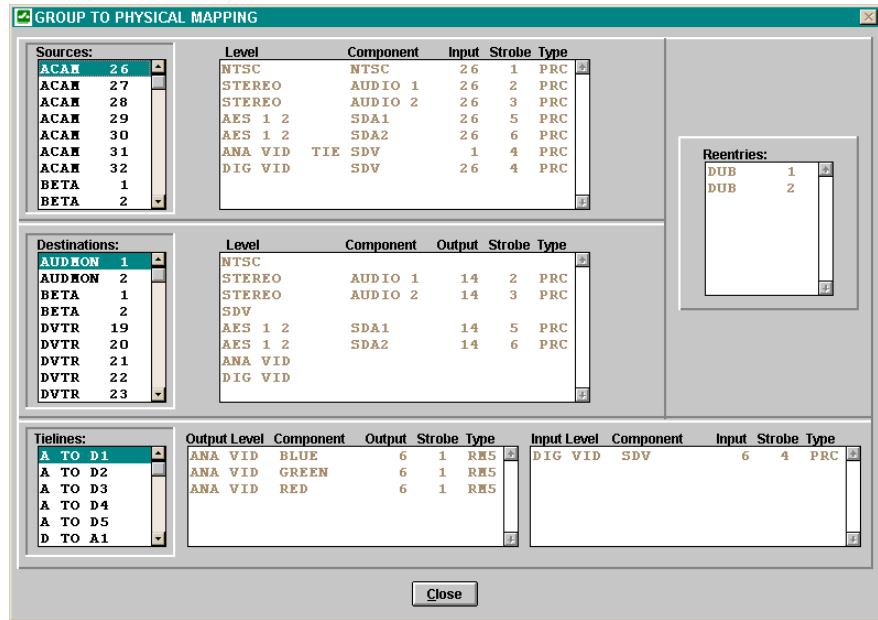 GROUP TO PHYSICAL MAPPING
Sources:
ACAM 26
ACAM 27
ACAM 28
ACAM 29
ACAM 30
ACAM 31
ACAM 32
BETA 1
BETA 2
Level Component Input Strobe Type
NTSC NTSC 26 1 PRC
STEREO AUDIO 1 26 2 PRC
STEREO AUDIO 2 26 3 PRC
AES 1 2 SDA1 26 5 PRC
AES 1 2 SDA2 26 6 PRC
ANA VID TIE SDV 1 4 PRC
DIG VID SDV 26 4 PRC
Reentries:
DUB 1
DUB 2
Destinations:
AUDMON 1
AUDMON 2
BETA 1
BETA 2
DVTR 19
DVTR 20
DVTR 21
DVTR 22
DVTR 23
Level Component Output Strobe Type
NTSC
STEREO AUDIO 1 14 2 PRC
STEREO AUDIO 2 14 3 PRC
SDV
AES 1 2 SDA1 14 5 PRC
AES 1 2 SDA2 14 6 PRC
ANA VID
DIG VID
Tielines:
A TO D1
A TO D2
A TO D3
A TO D4
A TO D5
D TO A1
Output Level Component Output Strobe Type
ANA VID BLUE 6 1 RM5
ANA VID GREEN 6 1 RM5
ANA VID RED 6 1 RM5
Input Level Component Input Strobe Type
DIG VID SDV 6 4 PRC
Close